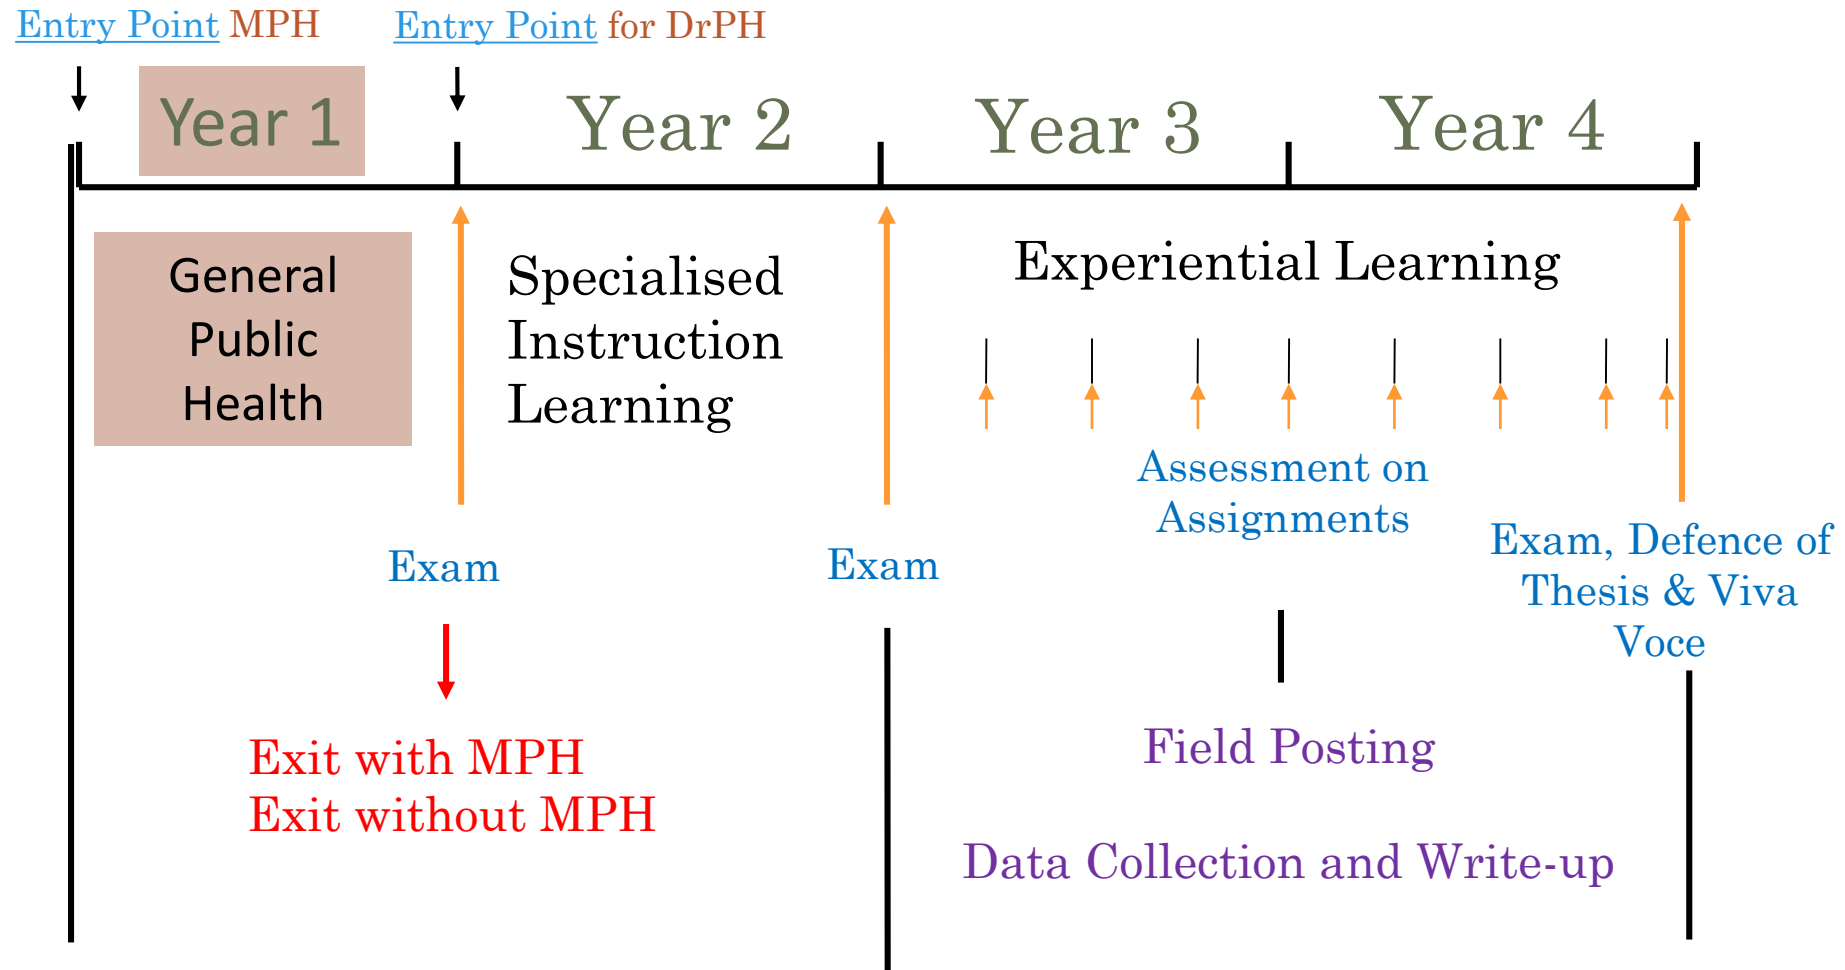 Entry Point MPH
Entry Point for DrPH
Year 1
Year 2
Year 3
Year 4
General
Public
Health
Specialised
Instruction
Learning
Experiential Learning
Assessment on
Assignments
Exam
Exam
Exam, Defence of
Thesis & Viva
Voce
Exit with MPH
Exit without MPH
Field Posting
Data Collection and Write-up